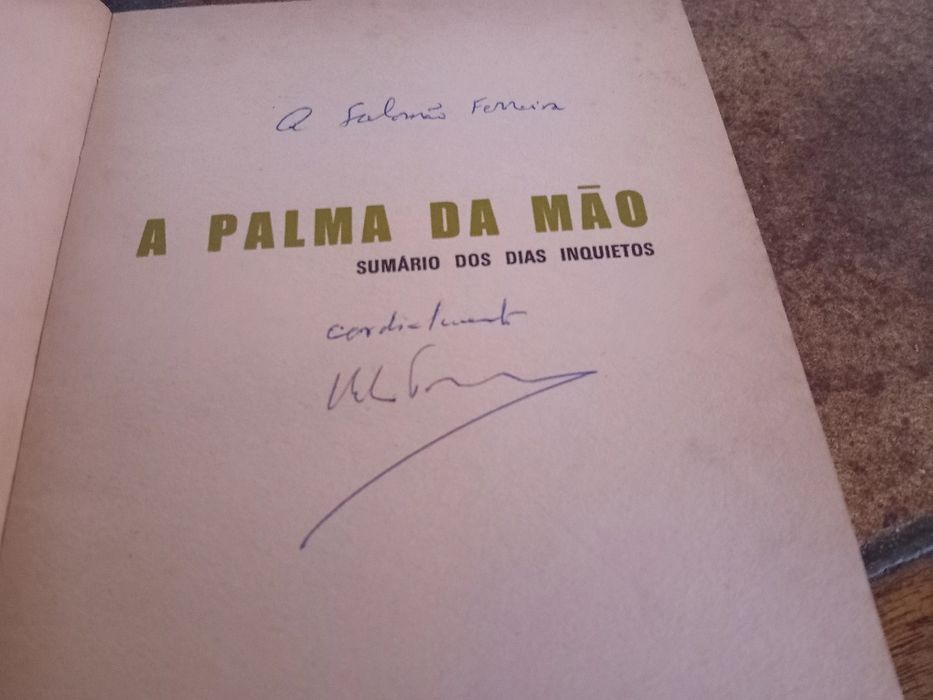 A Salomão Ferreira
A PALMA DA MÃO
SUMÁRIO DOS DIAS INQUIETOS
cordialmente